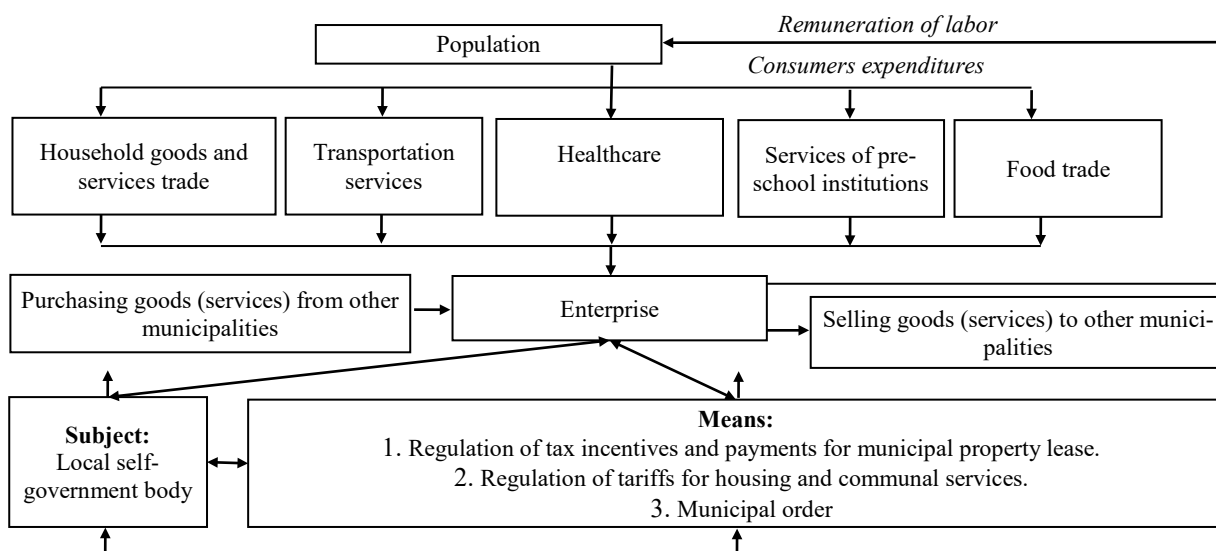 Remuneration of labor
Population
Consumers expenditures
Household goods and
services trade
Transportation
services
Healthcare
Services of pre-
school institutions
Food trade
Purchasing goods (services) from other
municipalities
Enterprise
Selling goods (services) to other munici-
palities
Subject:
Local self-
government body
Means:
1. Regulation of tax incentives and payments for municipal property lease.
2. Regulation of tariffs for housing and communal services.
3. Municipal order